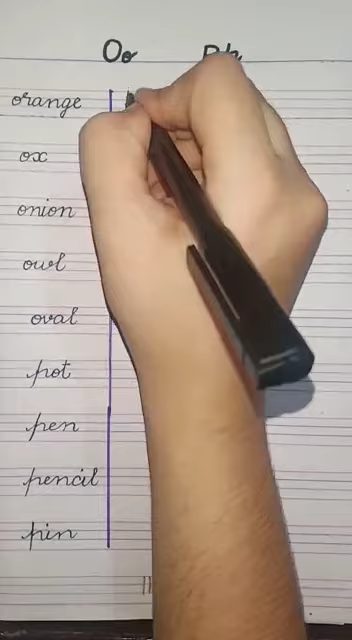 Oo
orange
ox
onion
owl
oval
pot
pen
pencil
pin